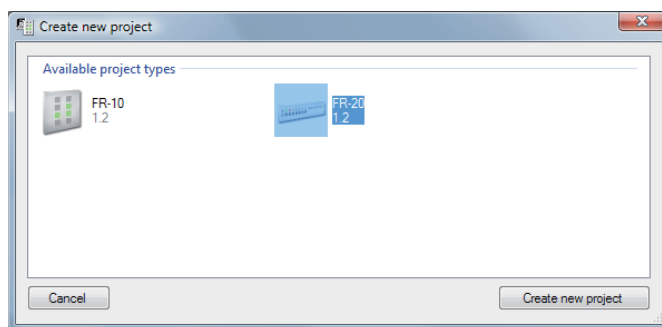 Create new project
Available project types
FR-10
1.2
FR-20
1.2
Cancel
Create new project